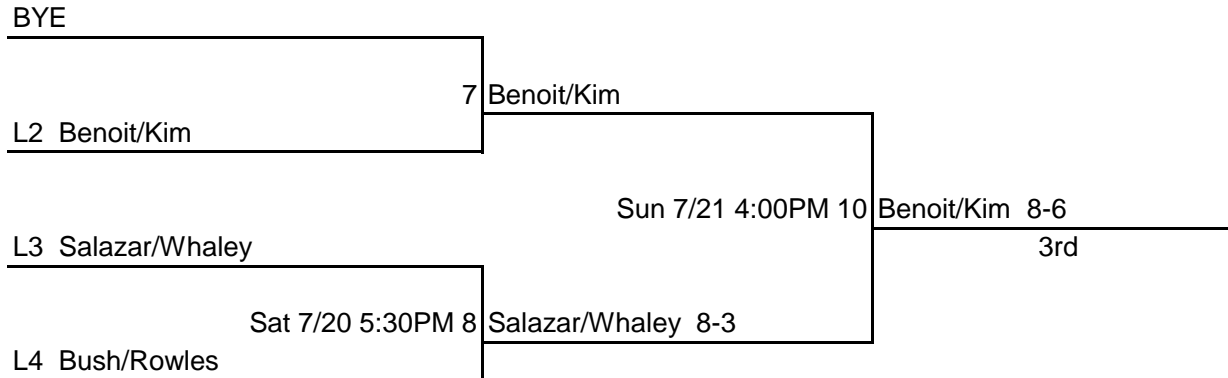 BYE
7 Benoit/Kim
L2 Benoit/Kim
Sun 7/21 4:00PM 10 Benoit/Kim 8-6
L3 Salazar/Whaley
3rd
Sat 7/20 5:30PM 8 Salazar/Whaley 8-3
L4 Bush/Rowles